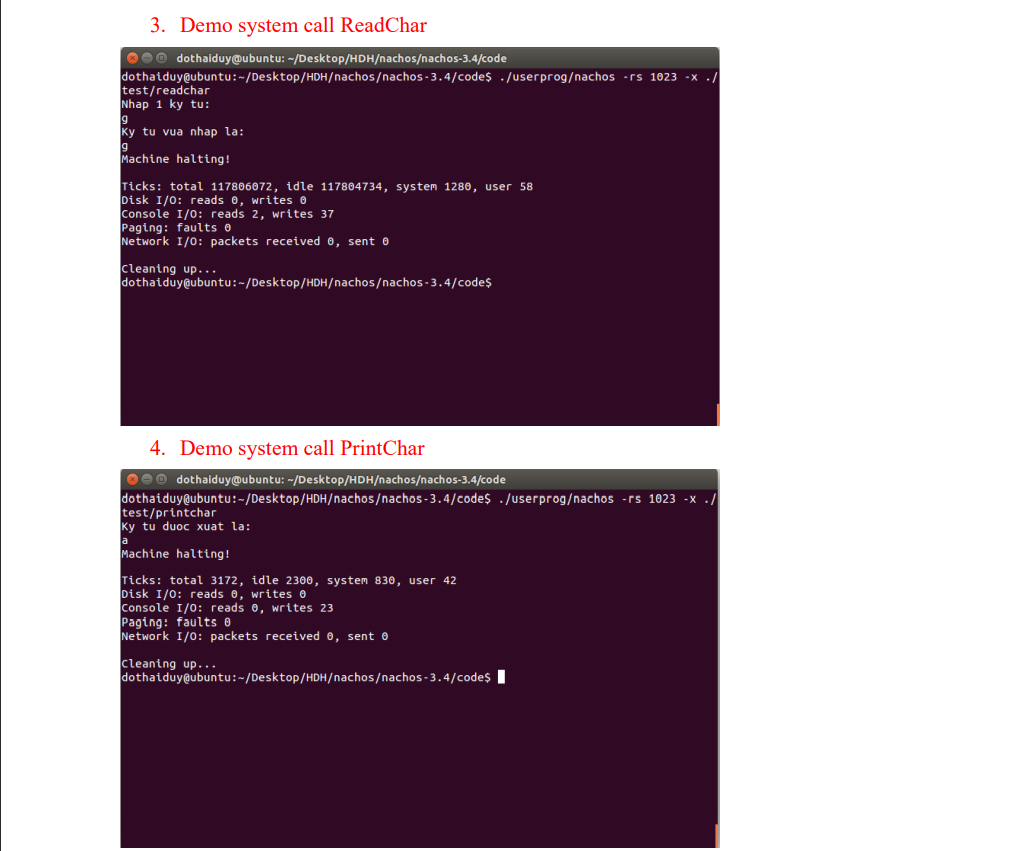 3. Demo system call ReadChar
dothaiduy@ubuntu: ~/Desktop/HDH/nachos/nachos-3.4/code
dothaiduy@ubuntu:~/Desktop/HDH/nachos/nachos-3.4/code$ ./userprog/nachos -rs 1023 -x ./
test/readchar
Nhap 1 ky tu:
g
Ky tu vua nhap la:
g
Machine halting!
Ticks: total 117806072, idle 117804734, system 1280, user 58
Disk I/O: reads 0, writes 0
Console I/O: reads 2, writes 37
Paging: faults 0
Network I/O: packets received 0, sent 0
Cleaning up...
dothaiduy@ubuntu:~/Desktop/HDH/nachos/nachos-3.4/code$
4. Demo system call PrintChar
dothaiduy@ubuntu: ~/Desktop/HDH/nachos/nachos-3.4/code
dothaiduy@ubuntu:~/Desktop/HDH/nachos/nachos-3.4/code$ ./userprog/nachos -rs 1023 -x ./
test/printchar
Ky tu duoc xuat la:
a
Machine halting!
Ticks: total 3172, idle 2300, system 830, user 42
Disk I/O: reads 0, writes 0
Console I/O: reads 0, writes 23
Paging: faults 0
Network I/O: packets received 0, sent 0
Cleaning up...
dothaiduy@ubuntu:~/Desktop/HDH/nachos/nachos-3.4/code$